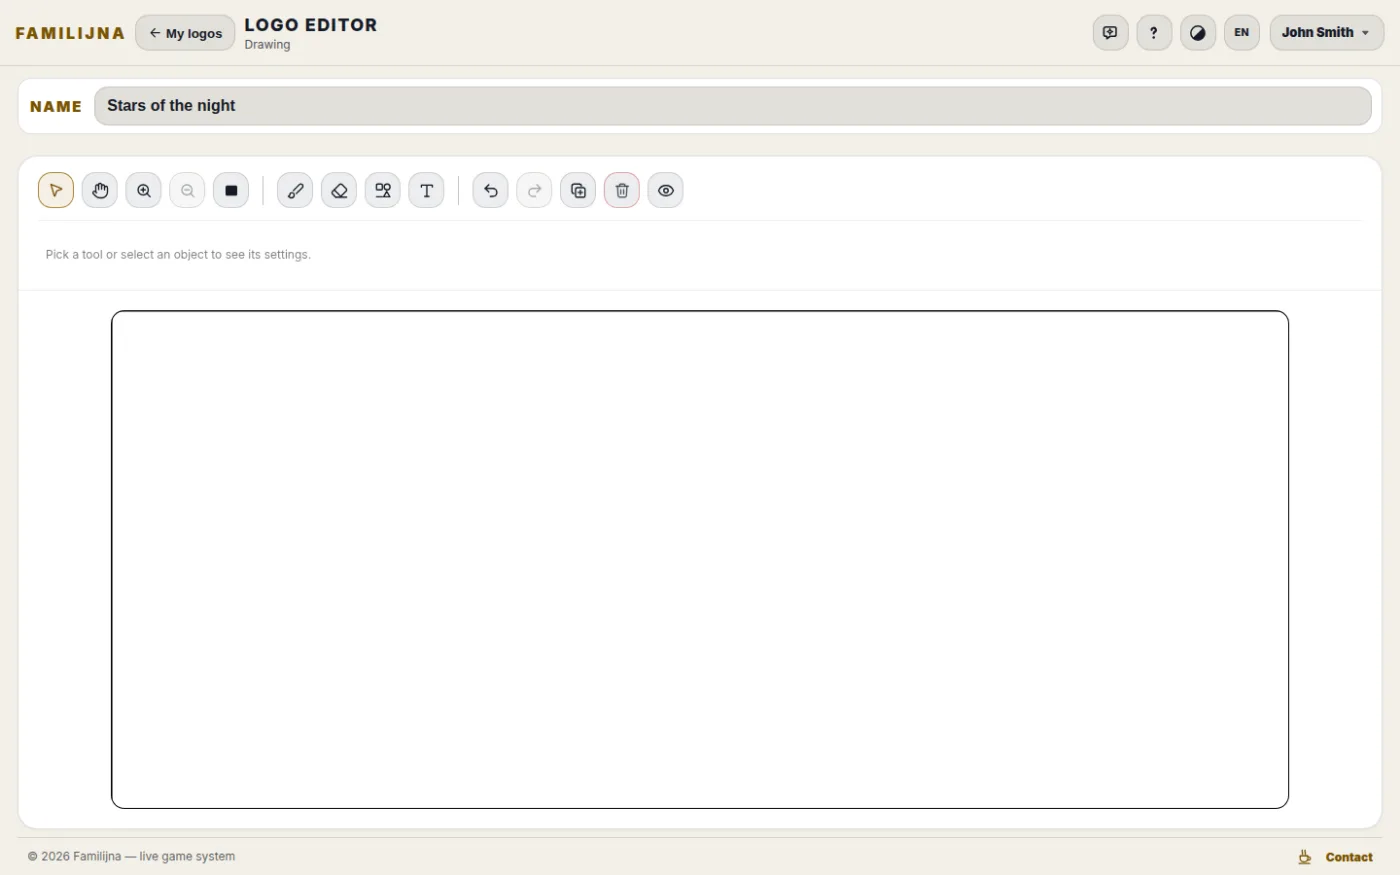 FAMILIJNA
My logos
LOGO EDITOR
Drawing
?
EN
John Smith
NAME
Stars of the night
Pick a tool or select an object to see its settings.
© 2026 Familijna — live game system
Contact